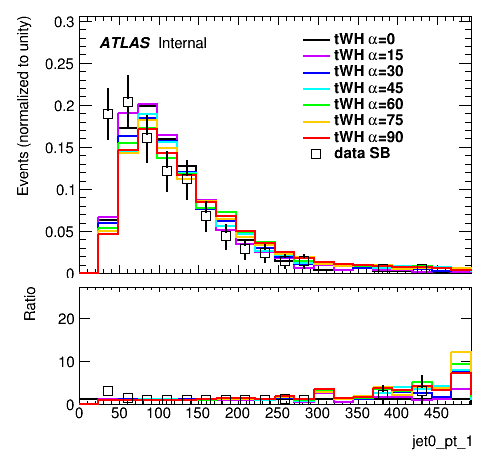 ATLAS Internal
tWH α=0
tWH α=15
tWH α=30
tWH α=45
tWH α=60
tWH α=75
tWH α=90
data SB
Events (normalized to unity)
0.3
0.25
0.2
0.15
0.1
0.05
0
Ratio
20
10
0
0 50 100 150 200 250 300 350 400 450
jet0_pt_1